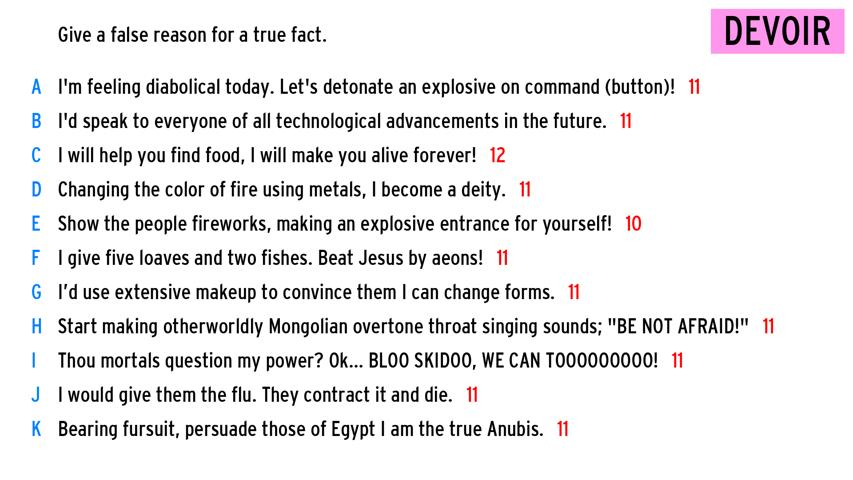 Give a false reason for a true fact.
DEVOIR
A I'm feeling diabolical today. Let's detonate an explosive on command (button)! 11
B I'd speak to everyone of all technological advancements in the future. 11
C I will help you find food, I will make you alive forever! 12
D Changing the color of fire using metals, I become a deity. 11
E Show the people fireworks, making an explosive entrance for yourself! 10
F I give five loaves and two fishes. Beat Jesus by aeons! 11
G I’d use extensive makeup to convince them I can change forms. 11
H Start making otherworldly Mongolian overtone throat singing sounds; "BE NOT AFRAID!" 11
I Thou mortals question my power? Ok... BLOO SKIDOO, WE CAN TOOOOOOOOO! 11
J I would give them the flu. They contract it and die. 11
K Bearing fursuit, persuade those of Egypt I am the true Anubis. 11